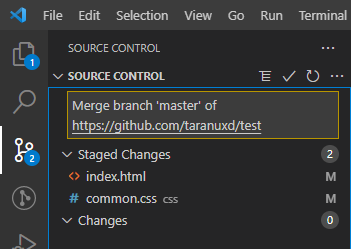 File Edit Selection View Go Run Terminal
SOURCE CONTROL
SOURCE CONTROL
Merge branch 'master' of
https://github.com/taranuxd/test
Staged Changes 2
index.html M
common.css css M
Changes 0
1
2